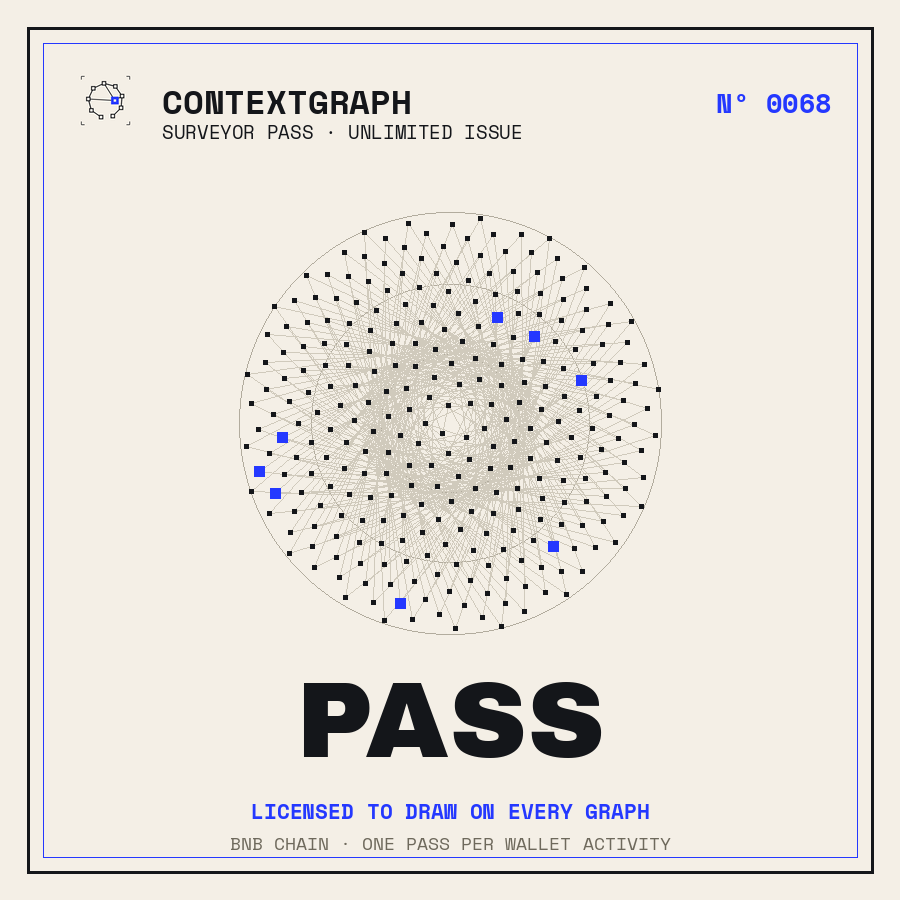 CONTEXTGRAPH
SURVEYOR PASS · UNLIMITED ISSUE
N° 0068
PASS
LICENSED TO DRAW ON EVERY GRAPH
BNB CHAIN · ONE PASS PER WALLET ACTIVITY